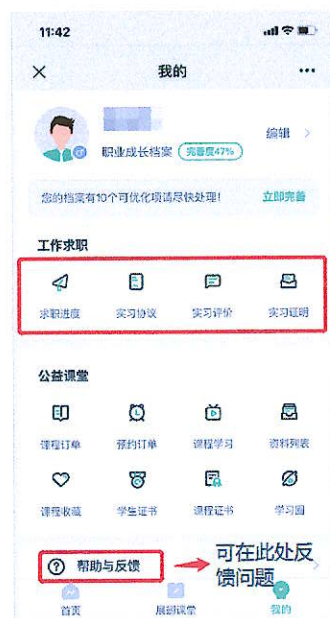 11:42
我的
职业成长档案 完善度47%
编辑
您的档案有10个可优化项请尽快处理! 立即完善
工作求职
求职进度 实习协议 实习评价 实习证明
公益课堂
课程订单 预约订单 课程学习 资料列表
课程收藏 学生证书 课程证书 学习圈
帮助与反馈
可在此处反
馈问题
首页 展翅课堂 我的